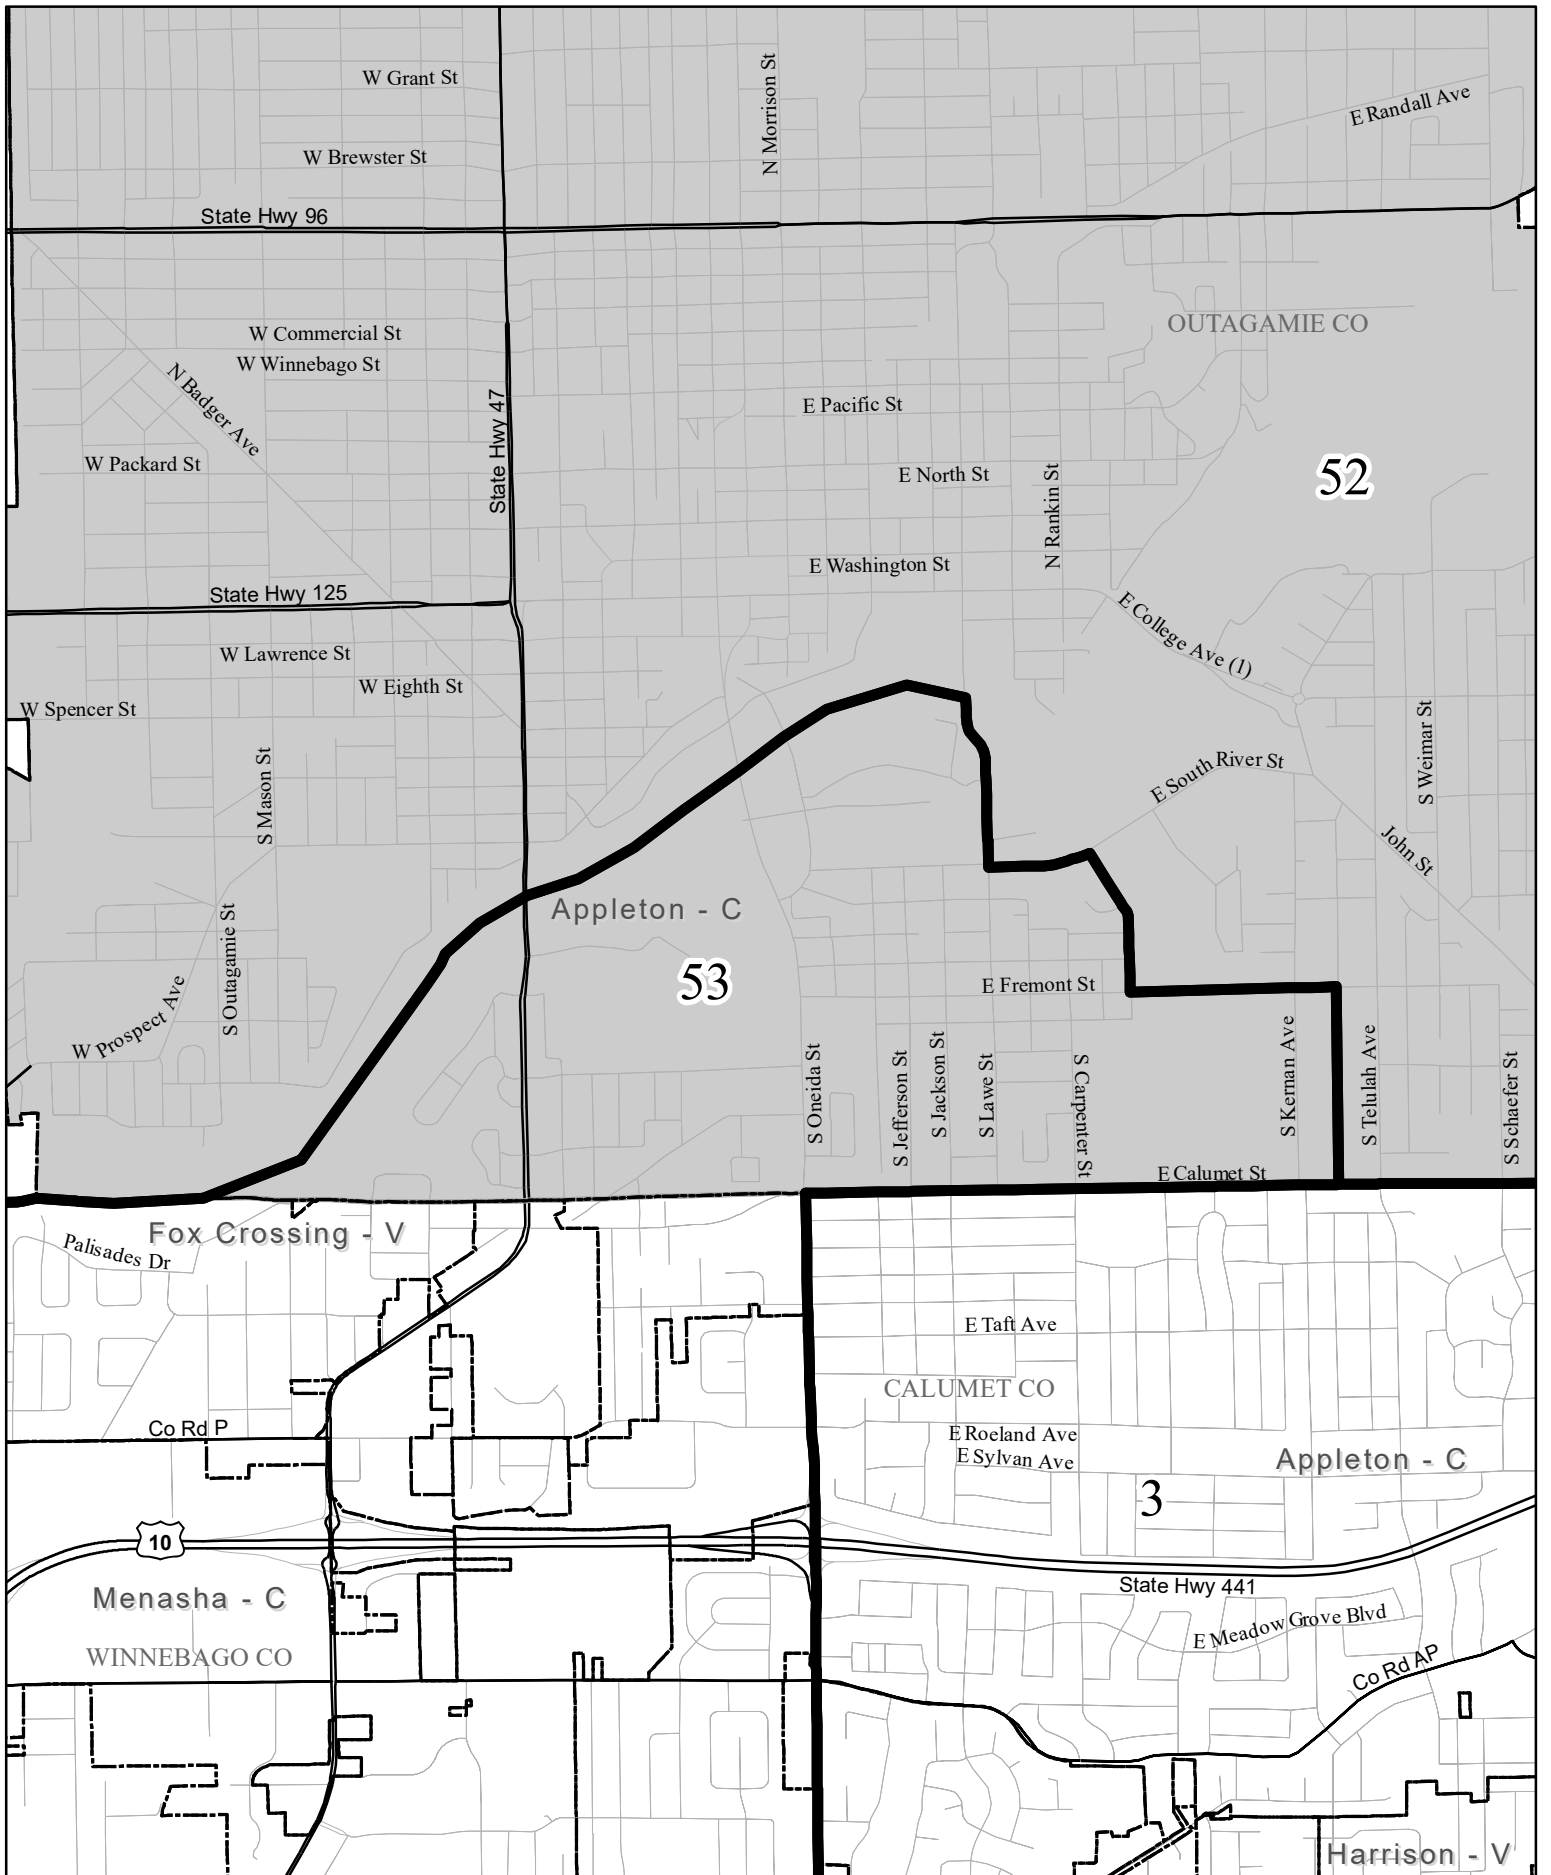 W Grant St
N Morrison St
E Randall Ave
W Brewster St
State Hwy 96
OUTAGAMIE CO
W Commercial St
W Winnebago St
N Badger Ave
State Hwy 47
E Pacific St
W Packard St
E North St
52
N Rankin St
E Washington St
State Hwy 125
E College Ave (1)
W Lawrence St
W Eighth St
W Spencer St
S Weimar St
S Mason St
E South River St
John St
Appleton - C
S Outagamie St
53
E Fremont St
W Prospect Ave
S Oneida St
S Jefferson St
S Jackson St
S Lawe St
S Carpenter St
S Kernan Ave
S Telulah Ave
S Schaefer St
E Calumet St
Fox Crossing - V
Palisades Dr
E Taft Ave
CALUMET CO
Co Rd P
E Roeland Ave
E Sylvan Ave
Appleton - C
3
10
State Hwy 441
Menasha - C
E Meadow Grove Blvd
WINNEBAGO CO
Co Rd AP
Harrison - V